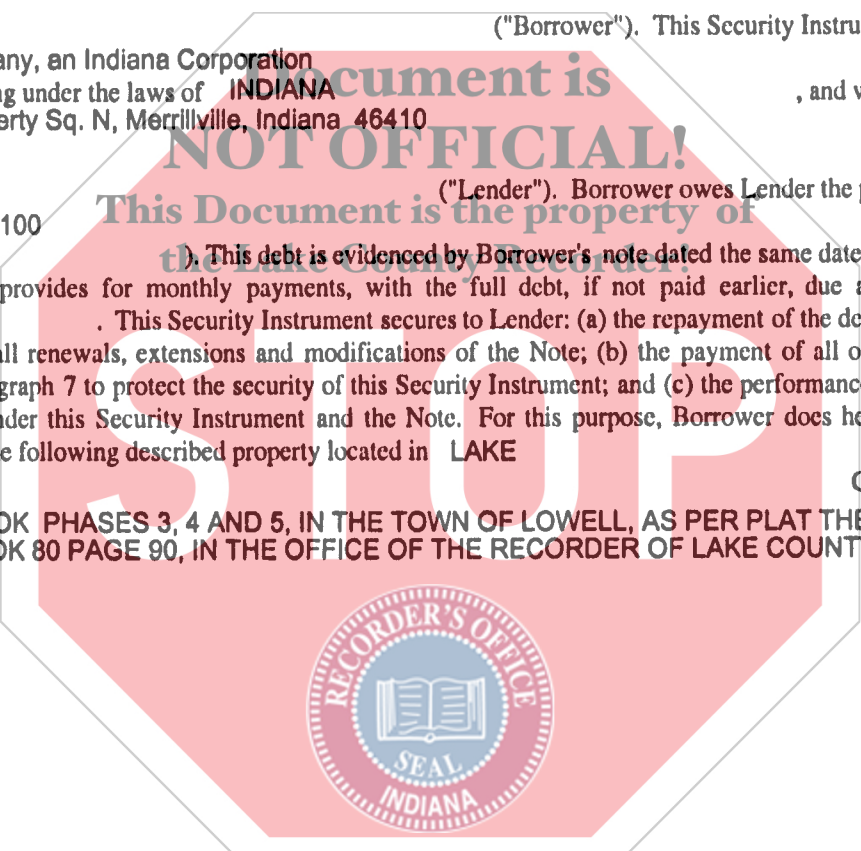 ("Borrower"). This Security Instru
any, an Indiana Corporation
Document is
ng under the laws of INDIANA , and w
erty Sq. N, Merrillville, Indiana 46410
NOT OFFICIAL!
("Lender"). Borrower owes Lender the p
This Document is the property of
100
the Lake County Recorder!
). This debt is evidenced by Borrower's note dated the same date
provides for monthly payments, with the full debt, if not paid earlier, due a
. This Security Instrument secures to Lender: (a) the repayment of the de
all renewals, extensions and modifications of the Note; (b) the payment of all o
graph 7 to protect the security of this Security Instrument; and (c) the performance
nder this Security Instrument and the Note. For this purpose, Borrower does he
e following described property located in LAKE
STOP
OK PHASES 3, 4 AND 5, IN THE TOWN OF LOWELL, AS PER PLAT THE
OK 80 PAGE 90, IN THE OFFICE OF THE RECORDER OF LAKE COUNT
RECORDER'S OFFICE
SEAL
INDIANA